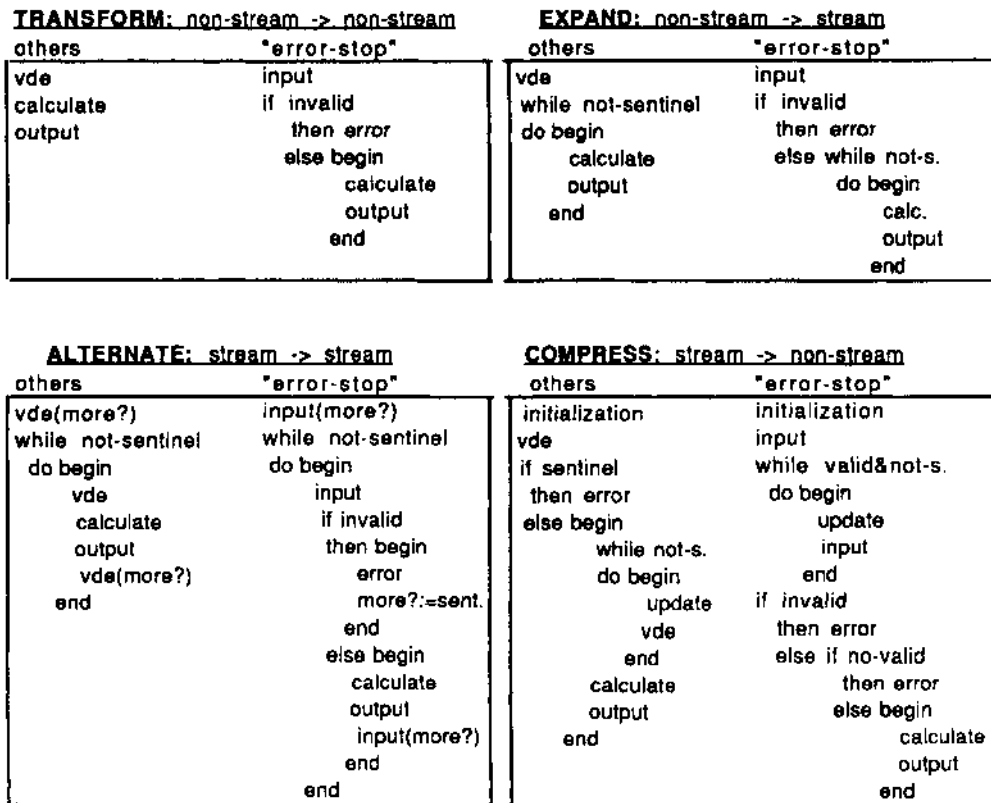 TRANSFORM: non-stream -> non-stream
others "error-stop"
vde input
calculate if invalid
output then error
else begin
calculate
output
end
EXPAND: non-stream -> stream
others "error-stop"
vde input
while not-sentinel if invalid
do begin then error
calculate else while not-s.
output do begin
end calc.
output
end
ALTERNATE: stream -> stream
others "error-stop"
vde(more?) input(more?)
while not-sentinel while not-sentinel
do begin do begin
vde input
calculate if invalid
output then begin
vde(more?) error
end more?:=sent.
end
else begin
calculate
output
input(more?)
end
end
COMPRESS: stream -> non-stream
others "error-stop"
initialization initialization
vde input
if sentinel while valid&not-s.
then error do begin
else begin update
while not-s. input
do begin end
update if invalid
vde then error
end else if no-valid
calculate then error
output else begin
end calculate
output
end